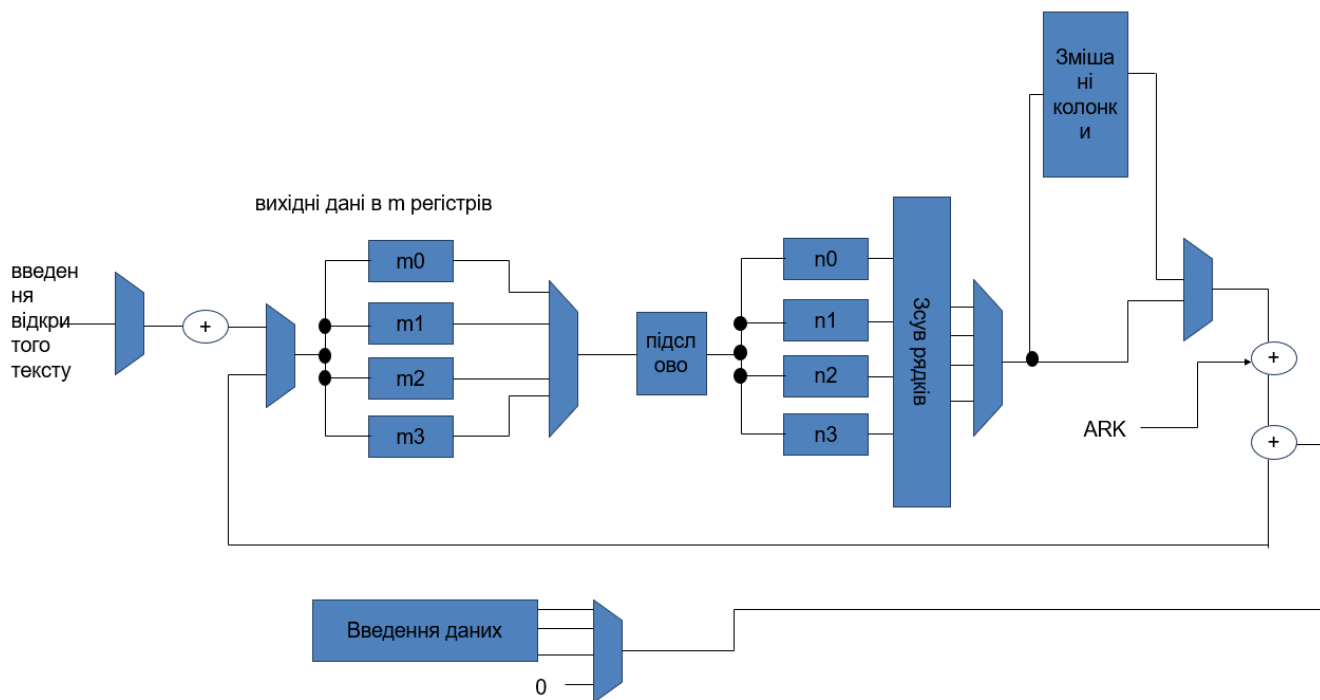 Зміша
ні
колонк
и
вихідні дані в m регістрів
введен
ня
відкри
того
тексту
+
m0
m1
m2
m3
підсл
ово
n0
n1
n2
n3
Зсув рядків
+
ARK
+
Введення даних
0